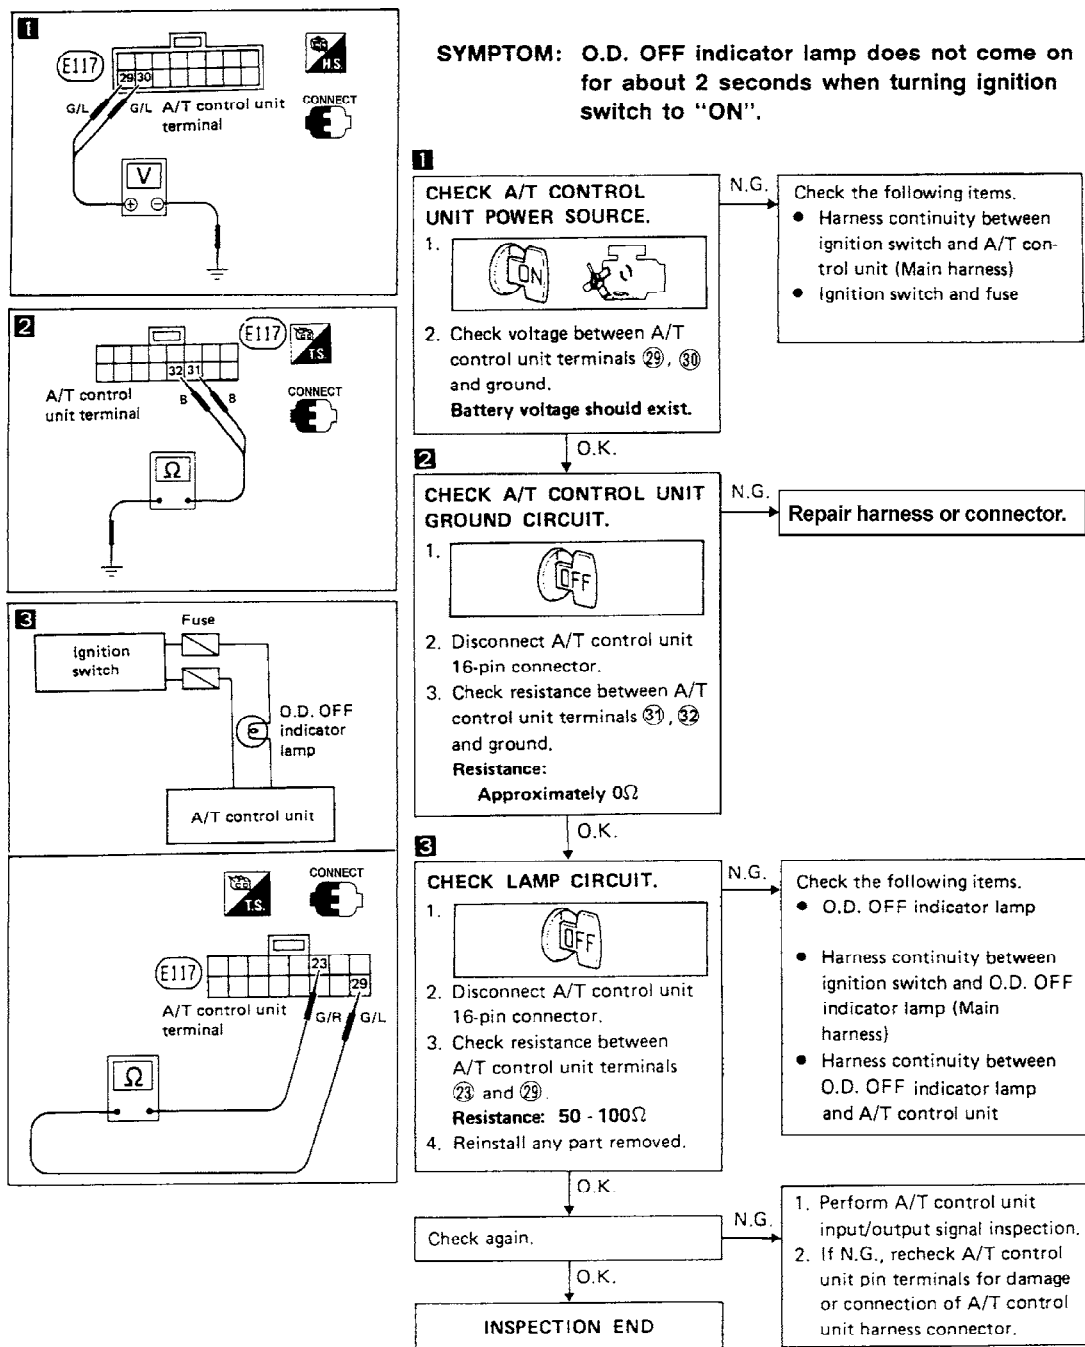 SYMPTOM: O.D. OFF indicator lamp does not come on
for about 2 seconds when turning ignition
switch to "ON".
1
E117
29 30
H.S.
G/L
G/L
A/T control unit
terminal
CONNECT
V
⊕ ⊖
2
E117
T.S.
32 31
A/T control
unit terminal
B
B
CONNECT
Ω
3
Fuse
Ignition
switch
O.D. OFF
indicator
lamp
A/T control unit
T.S.
CONNECT
E117
23
29
A/T control unit
terminal
G/R
G/L
Ω
1
CHECK A/T CONTROL
UNIT POWER SOURCE.
1.
ON
2. Check voltage between A/T
control unit terminals ㉙, ㉚
and ground.
Battery voltage should exist.
N.G.
Check the following items.
● Harness continuity between
ignition switch and A/T con-
trol unit (Main harness)
● Ignition switch and fuse
O.K.
2
CHECK A/T CONTROL UNIT
GROUND CIRCUIT.
1.
OFF
2. Disconnect A/T control unit
16-pin connector.
3. Check resistance between A/T
control unit terminals ㉛, ㉜
and ground.
Resistance:
Approximately 0Ω
N.G.
Repair harness or connector.
O.K.
3
CHECK LAMP CIRCUIT.
1.
OFF
2. Disconnect A/T control unit
16-pin connector.
3. Check resistance between
A/T control unit terminals
㉓ and ㉙.
Resistance: 50 - 100Ω
4. Reinstall any part removed.
N.G.
Check the following items.
● O.D. OFF indicator lamp
● Harness continuity between
ignition switch and O.D. OFF
indicator lamp (Main
harness)
● Harness continuity between
O.D. OFF indicator lamp
and A/T control unit
O.K.
Check again.
N.G.
1. Perform A/T control unit
input/output signal inspection.
2. If N.G., recheck A/T control
unit pin terminals for damage
or connection of A/T control
unit harness connector.
O.K.
INSPECTION END